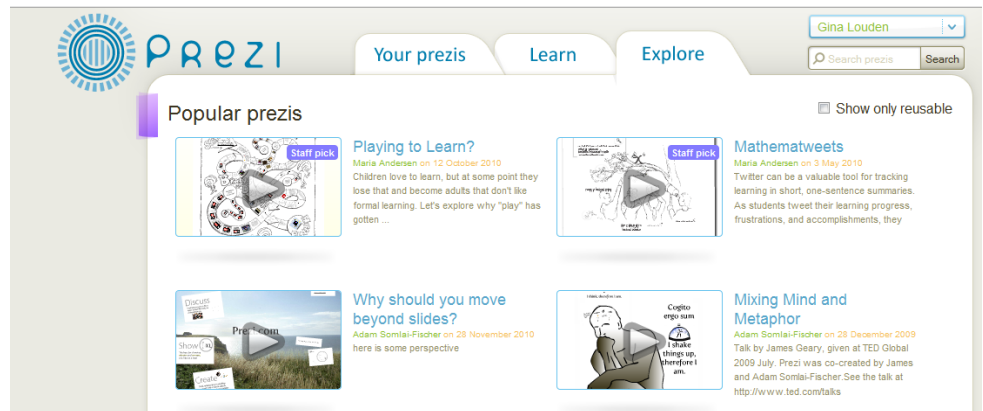 PRezi
Your prezis
Learn
Explore
Gina Louden
Search prezis
Search
Popular prezis
Show only reusable
Staff pick
Playing to Learn?
Maria Andersen on 12 October 2010
Children love to learn, but at some point they
lose that and become adults that don't like
formal learning. Let's explore why "play" has
gotten ...
Staff pick
Mathematweets
Maria Andersen on 3 May 2010
Twitter can be a valuable tool for tracking
learning in short, one-sentence summaries.
As students tweet their learning progress,
frustrations, and accomplishments, they
Discuss
Show
Create
Why should you move
beyond slides?
Adam Somlai-Fischer on 28 November 2010
here is some perspective
Cogito
ergo sum
I shake
things up,
therefore I
am.
Mixing Mind and
Metaphor
Adam Somlai-Fischer on 28 December 2009
Talk by James Geary, given at TED Global
2009 July. Prezi was co-created by James
and Adam Somlai-Fischer.See the talk at
http://www.ted.com/talks